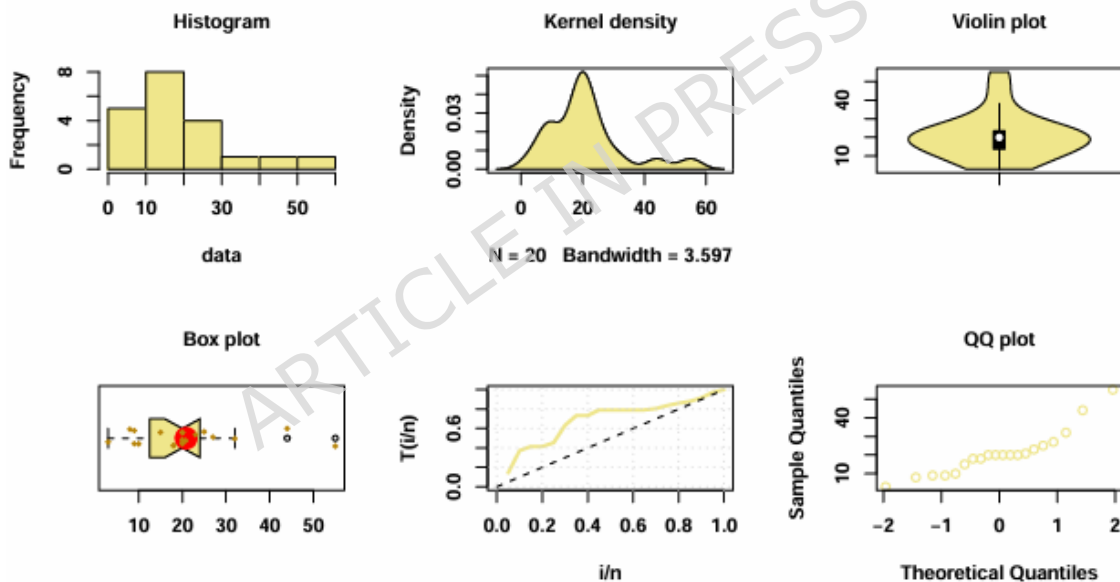 Histogram
Frequency
8
4
0
0 10 30 50
data
Kernel density
Density
0.03
0.00
0 20 40 60
N = 20 Bandwidth = 3.597
Violin plot
40
10
ARTICLE IN PRESS
Box plot
10 20 30 40 50
T(i/n)
0.6
0.0
0.0 0.2 0.4 0.6 0.8 1.0
i/n
QQ plot
Sample Quantiles
40
10
−2 −1 0 1 2
Theoretical Quantiles